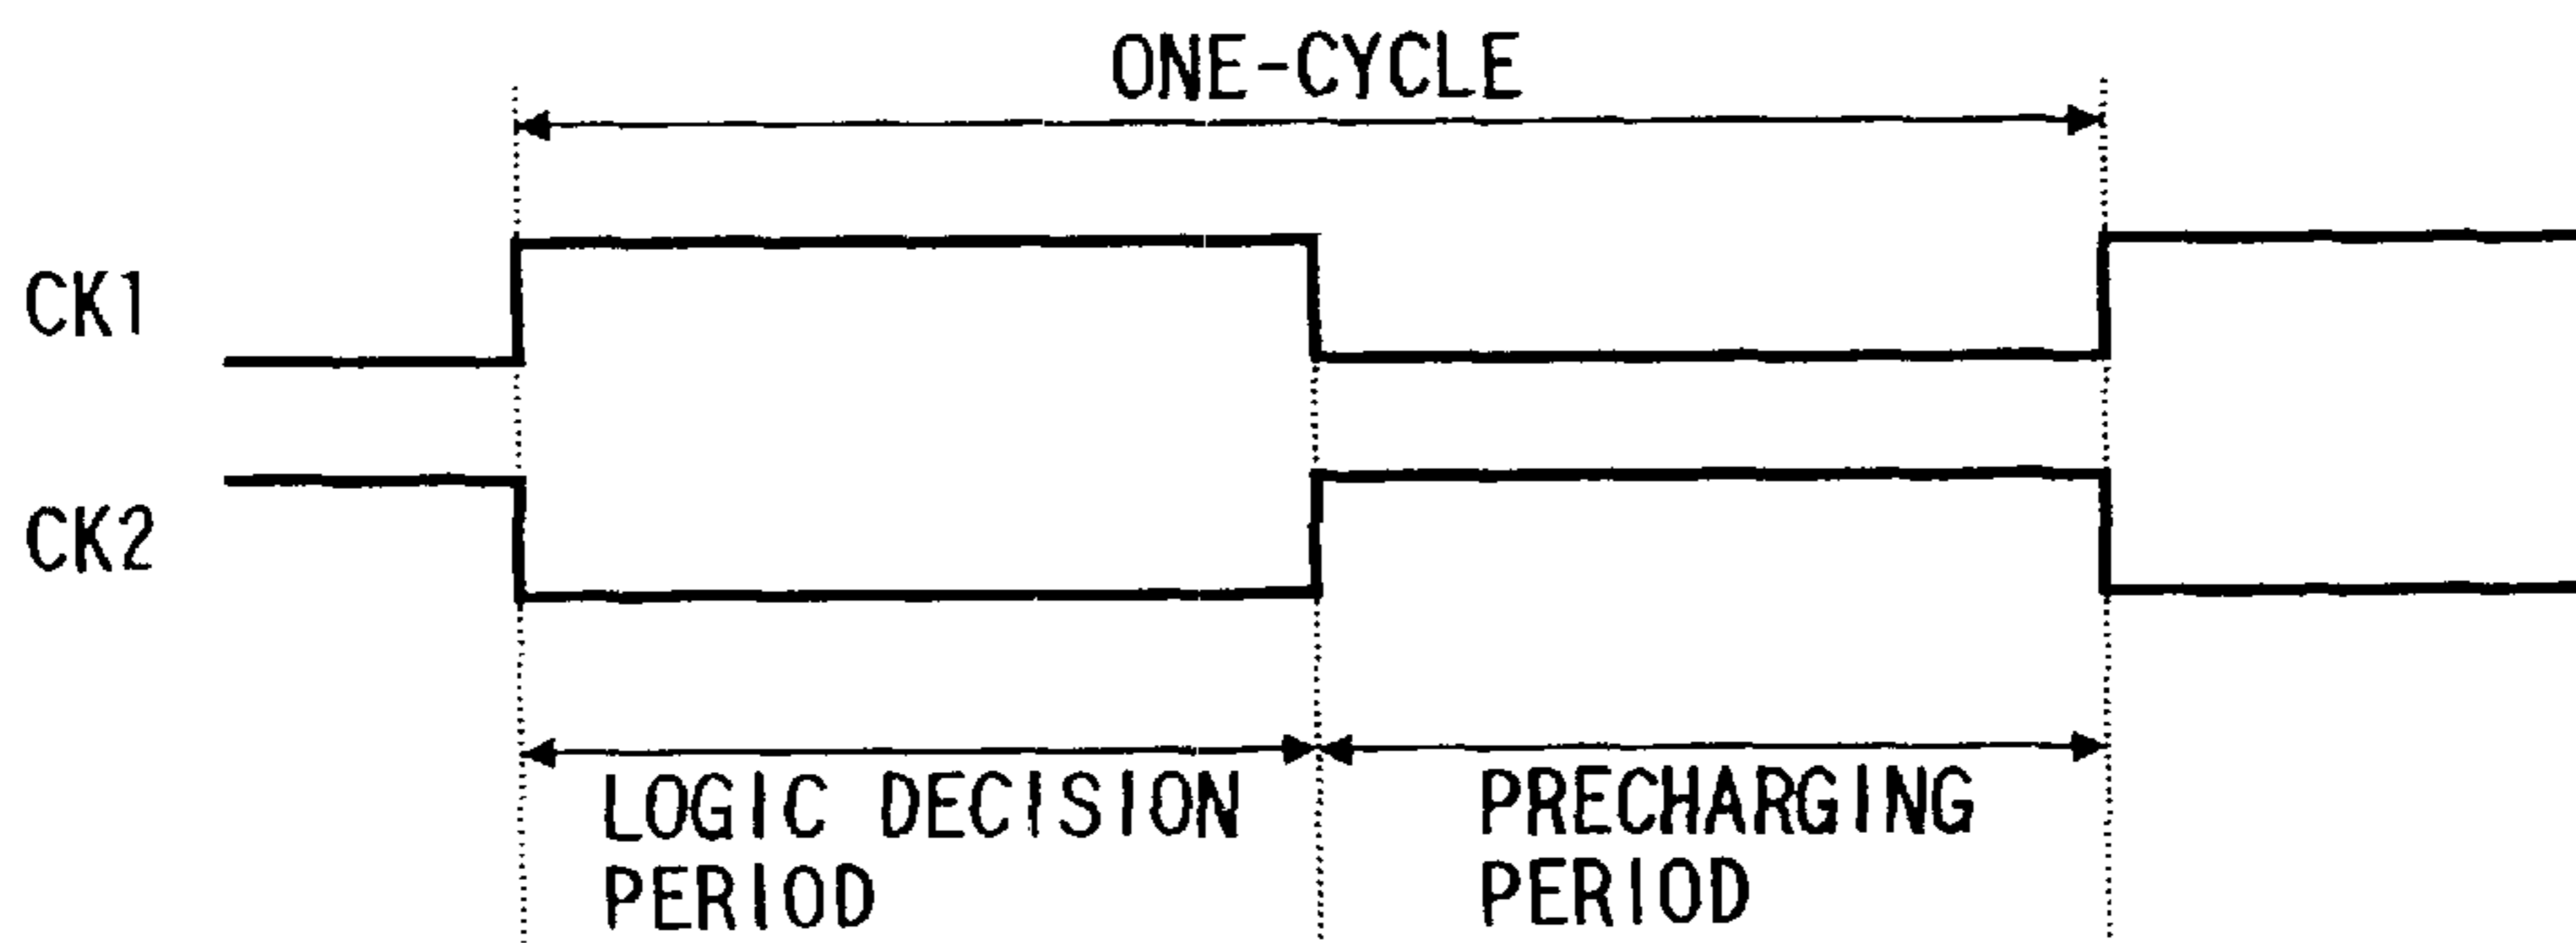 ONE-CYCLE
CK1
CK2
LOGIC DECISION
PERIOD
PRECHARGING
PERIOD